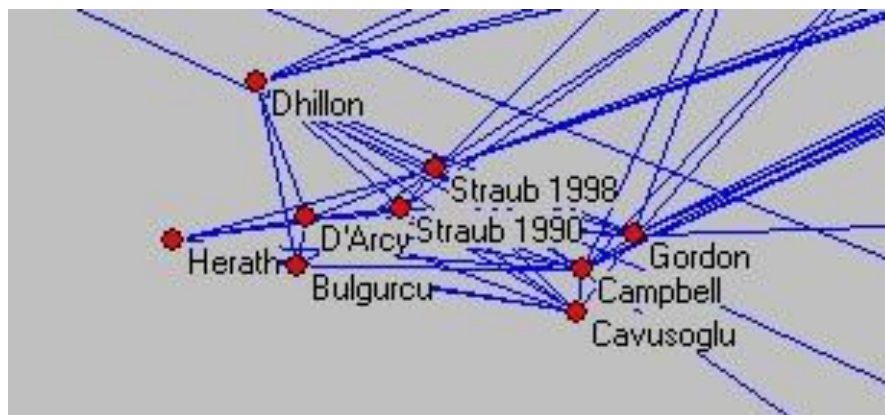 Dhillon
Straub 1998
D'Arcy
Straub 1990
Herath
Gordon
Bulgurcu
Campbell
Cavusoglu